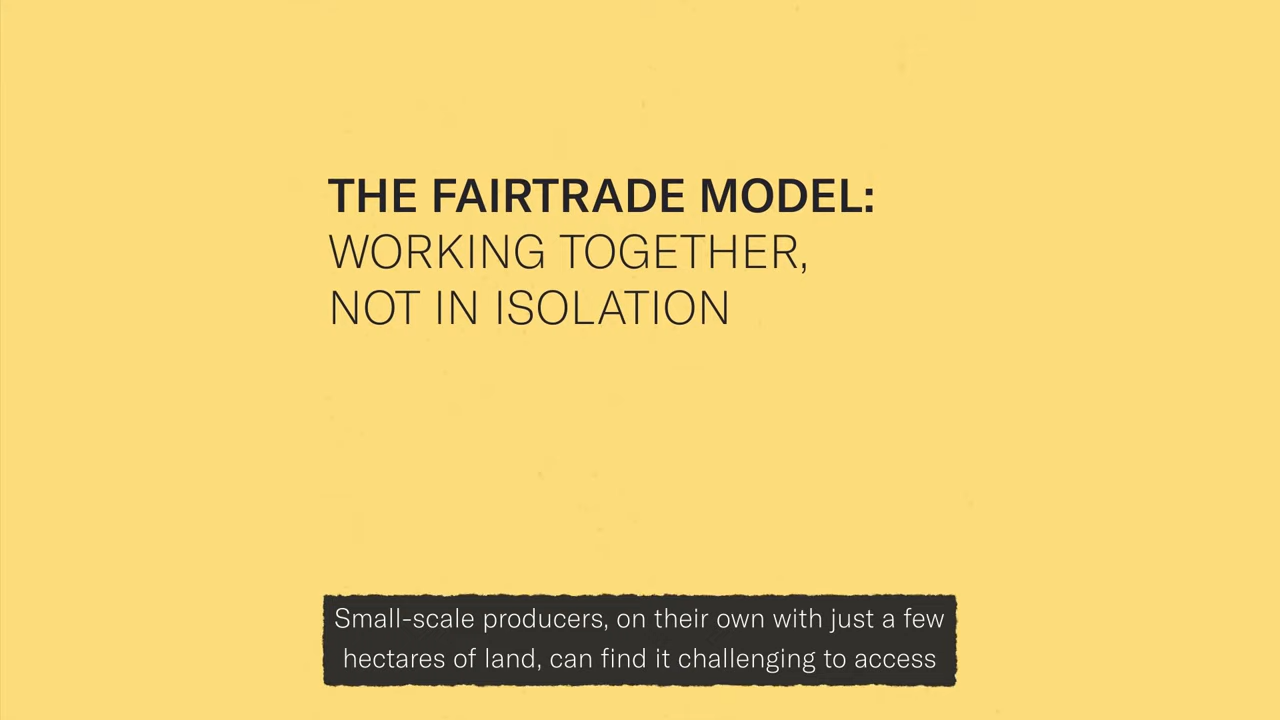 THE FAIRTRADE MODEL:
WORKING TOGETHER,
NOT IN ISOLATION
Small-scale producers, on their own with just a few
hectares of land, can find it challenging to access